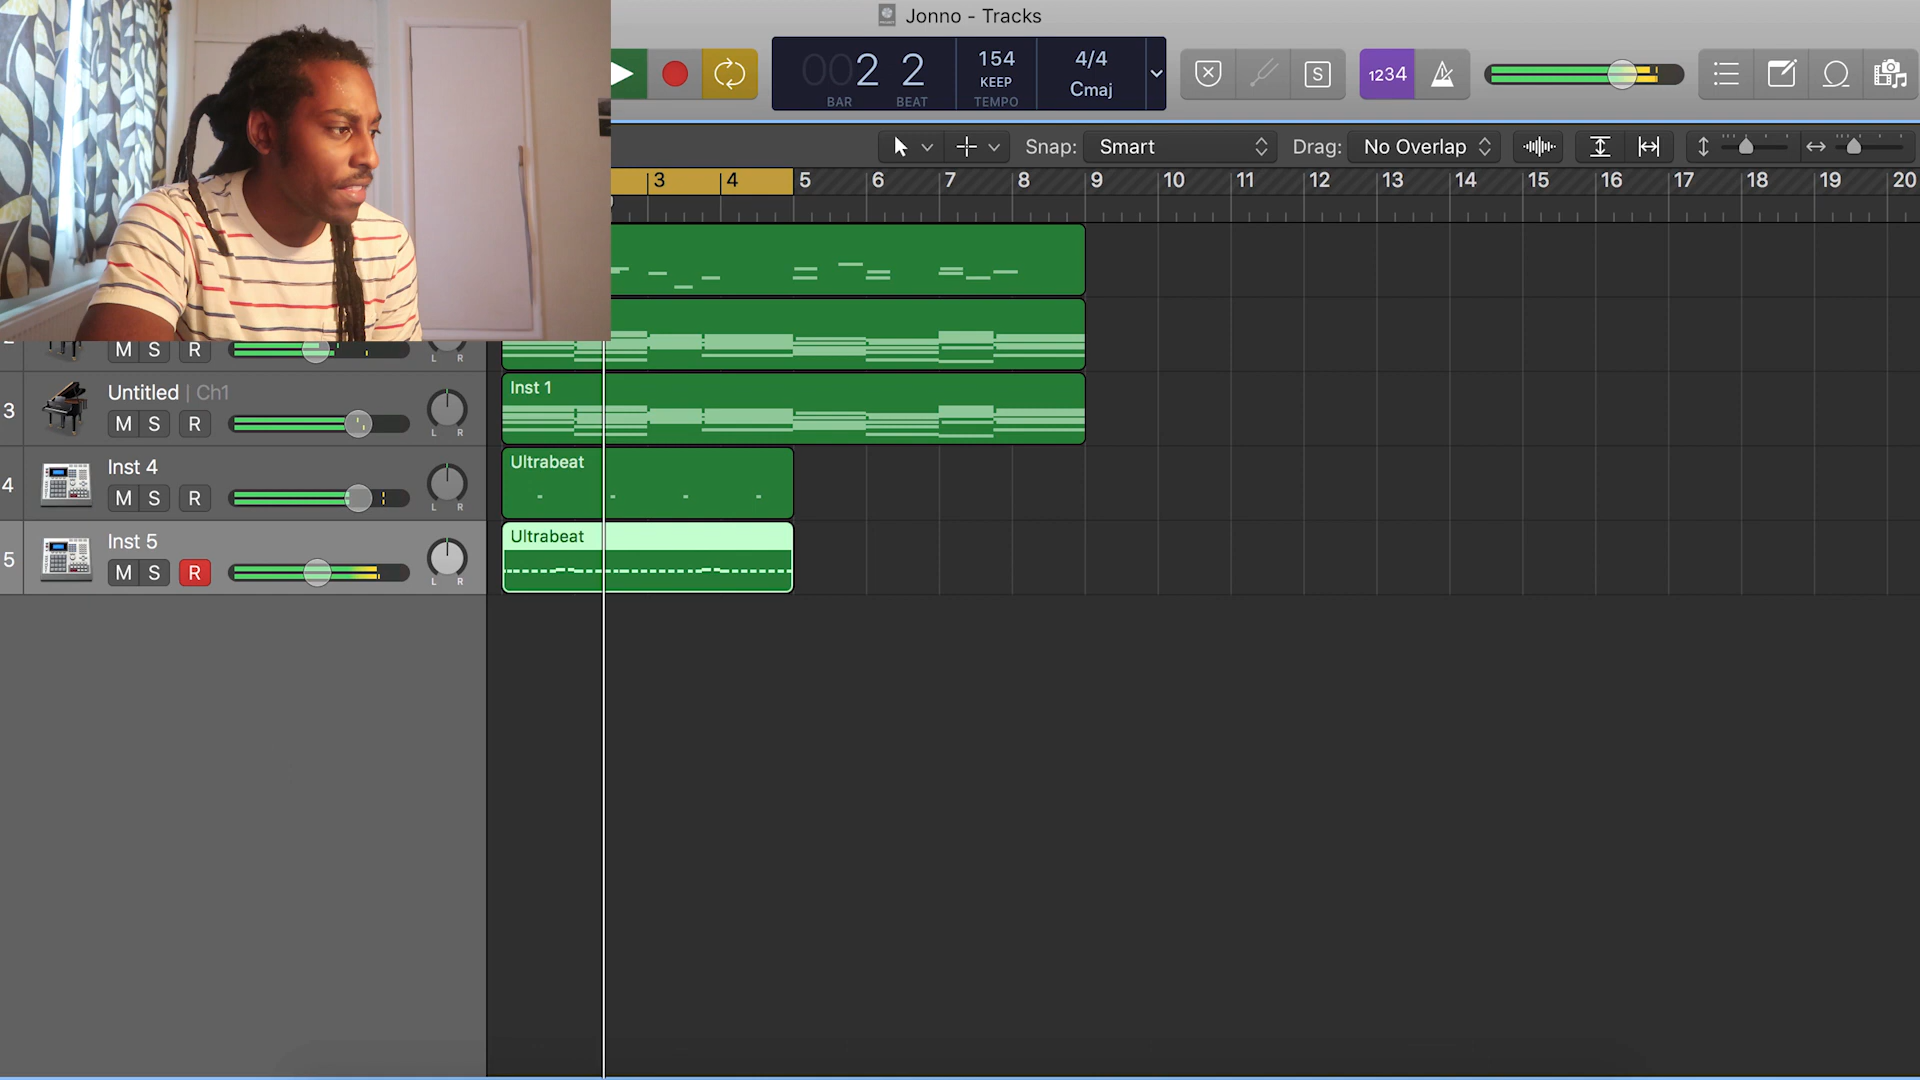 Jonno - Tracks
002 2
BAR BEAT
154
KEEP
TEMPO
4/4
Cmaj
S
1234
Snap: Smart
Drag: No Overlap
3 4 5 6 7 8 9 10 11 12 13 14 15 16 17 18 19 20
M S R
L R
3
Untitled | Ch1
M S R
L R
Inst 1
4
Inst 4
M S R
L R
Ultrabeat
5
Inst 5
M S R
L R
Ultrabeat